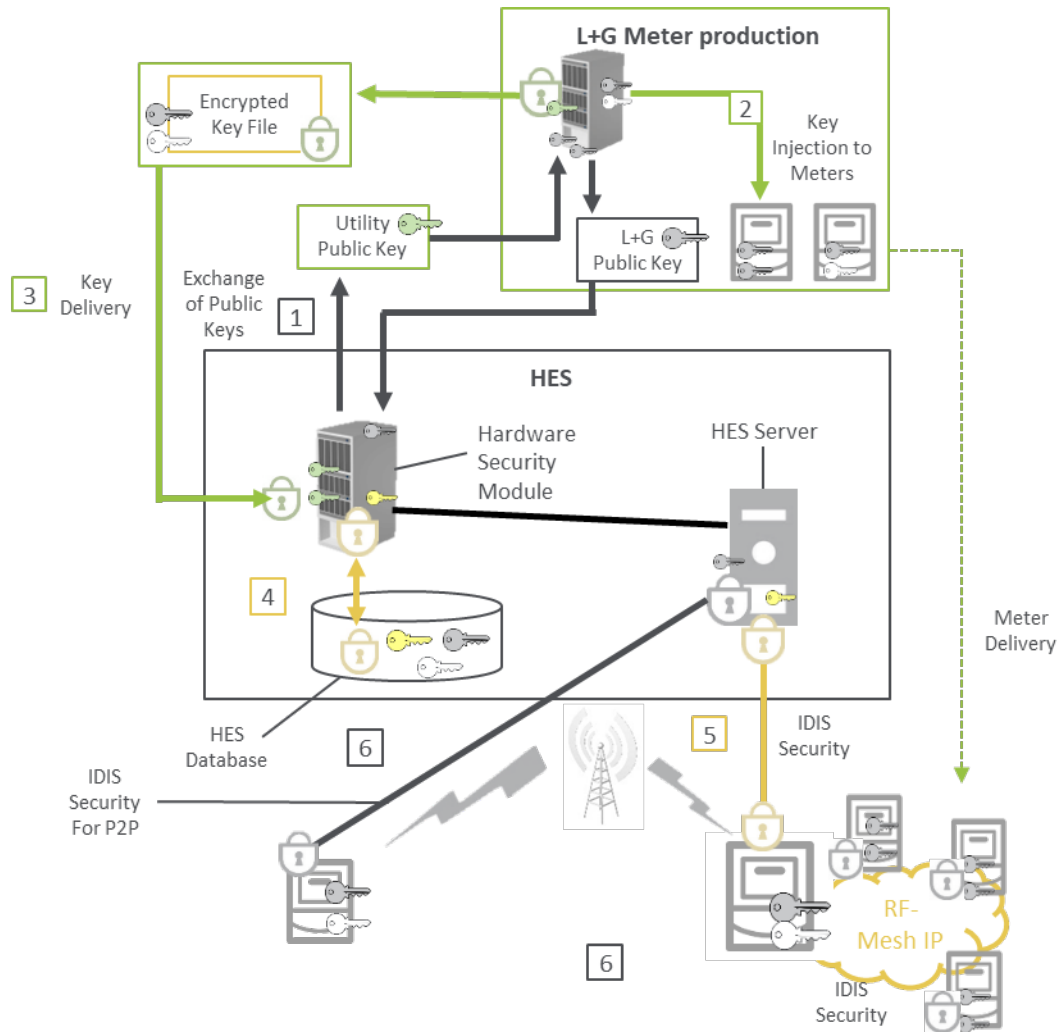 L+G Meter production
Encrypted
Key File
2
Key
Injection to
Meters
Utility
Public Key
L+G
Public Key
3
Key
Delivery
Exchange
of Public
Keys
1
HES
Hardware
Security
Module
HES Server
4
Meter
Delivery
HES
Database
6
5
IDIS
Security
IDIS
Security
For P2P
RF-
Mesh IP
6
IDIS
Security